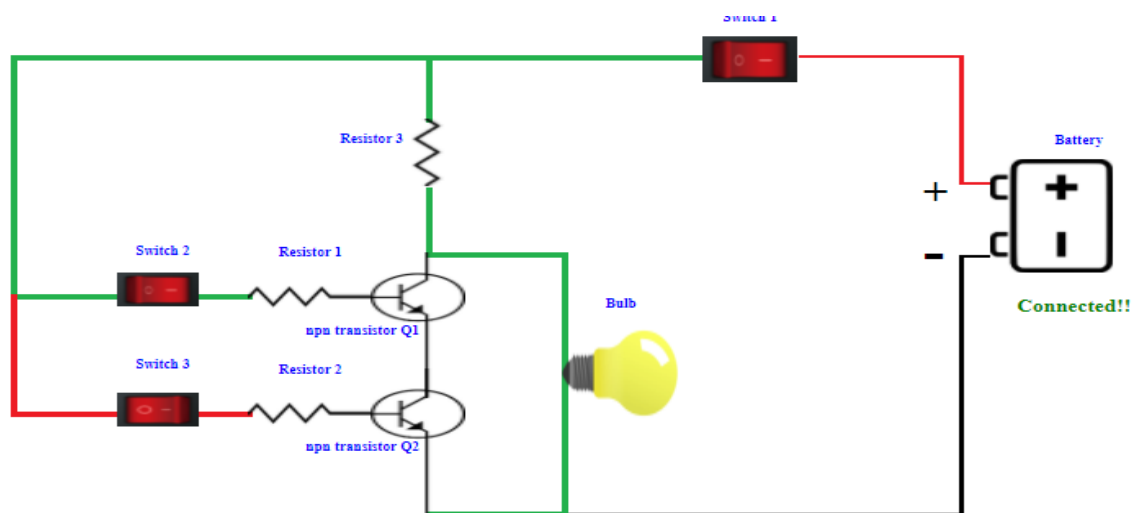 Switch 1
Resistor 3
Battery
+
-
Switch 2
Resistor 1
Bulb
Connected!!
npn transistor Q1
Switch 3
Resistor 2
npn transistor Q2